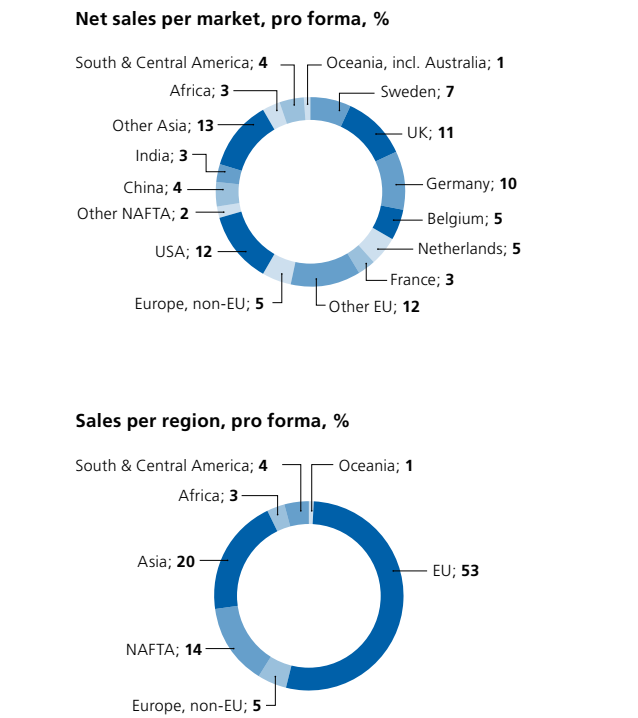 Net sales per market, pro forma, %
South & Central America; 4
Oceania, incl. Australia; 1
Africa; 3
Sweden; 7
Other Asia; 13
UK; 11
India; 3
China; 4
Germany; 10
Other NAFTA; 2
Belgium; 5
USA; 12
Netherlands; 5
France; 3
Europe, non-EU; 5
Other EU; 12
Sales per region, pro forma, %
South & Central America; 4
Oceania; 1
Africa; 3
Asia; 20
EU; 53
NAFTA; 14
Europe, non-EU; 5